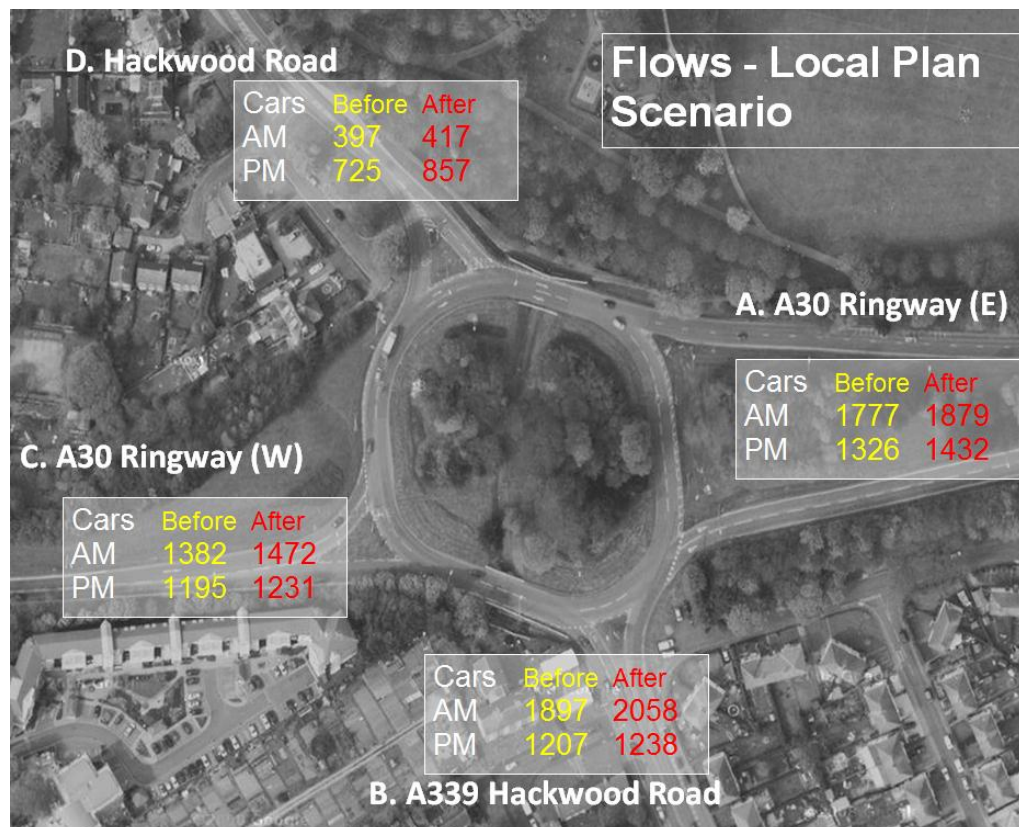 D. Hackwood Road
Cars Before After
AM 397 417
PM 725 857
Flows - Local Plan
Scenario
A. A30 Ringway (E)
Cars Before After
AM 1777 1879
PM 1326 1432
C. A30 Ringway (W)
Cars Before After
AM 1382 1472
PM 1195 1231
Cars Before After
AM 1897 2058
PM 1207 1238
B. A339 Hackwood Road